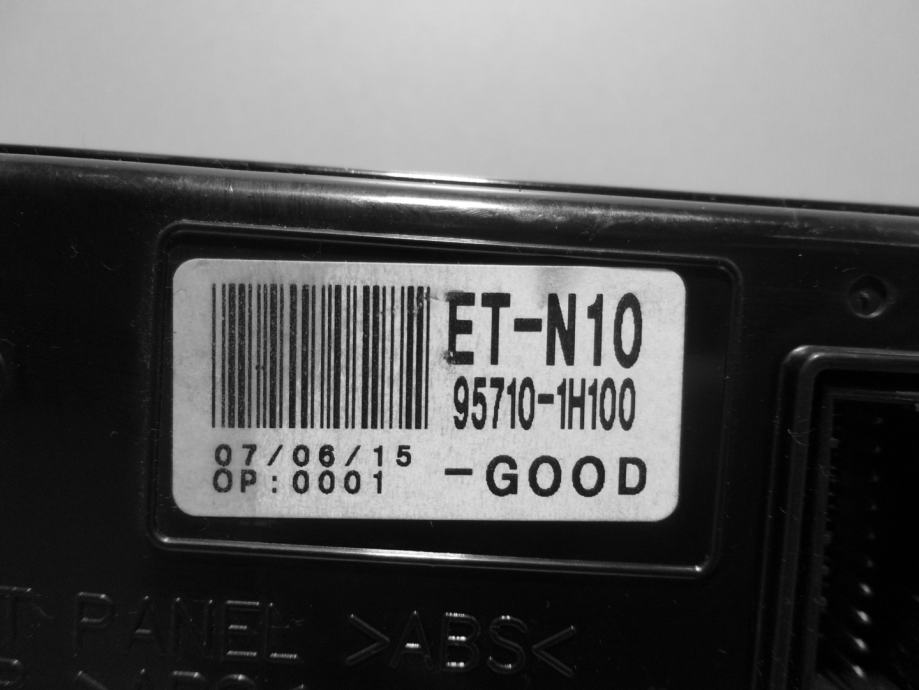 ET-N10
95710-1H100
07/06/15
OP:0001
-GOOD
T PANEL >ABS<